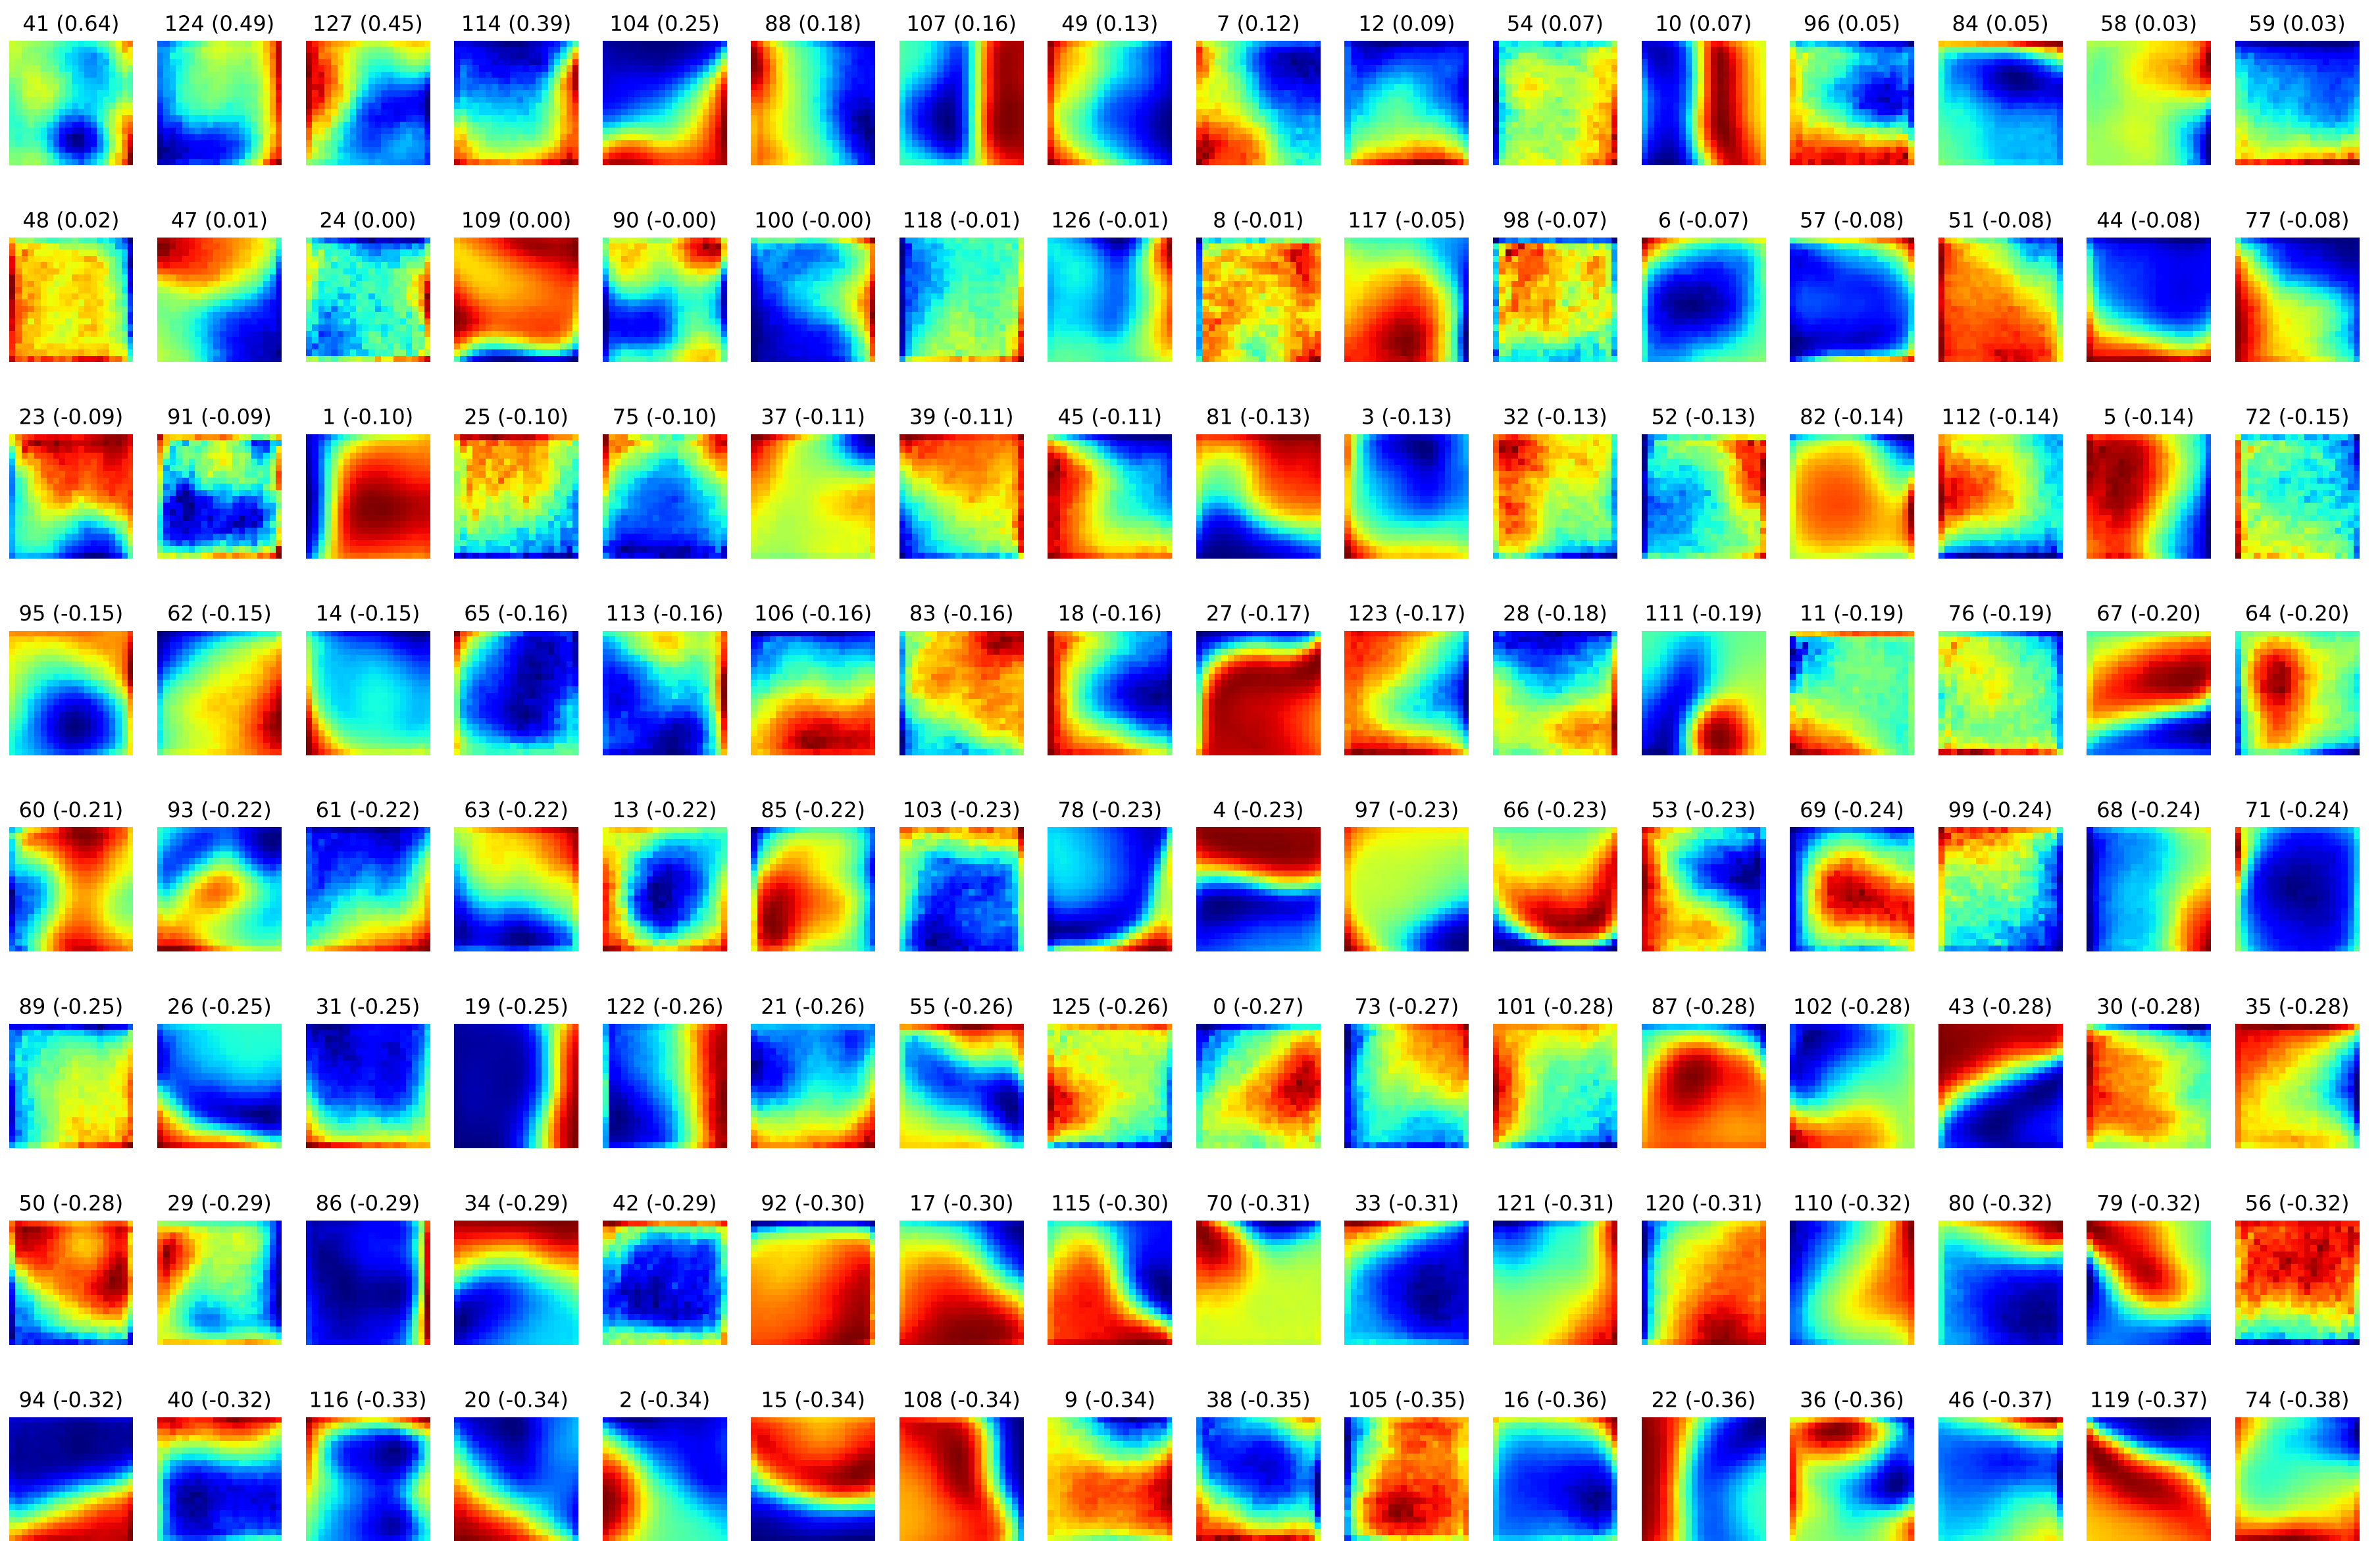 41 (0.64) 124 (0.49) 127 (0.45) 114 (0.39) 104 (0.25) 88 (0.18) 107 (0.16) 49 (0.13) 7 (0.12) 12 (0.09) 54 (0.07) 10 (0.07) 96 (0.05) 84 (0.05) 58 (0.03) 59 (0.03)
48 (0.02) 47 (0.01) 24 (0.00) 109 (0.00) 90 (-0.00) 100 (-0.00) 118 (-0.01) 126 (-0.01) 8 (-0.01) 117 (-0.05) 98 (-0.07) 6 (-0.07) 57 (-0.08) 51 (-0.08) 44 (-0.08) 77 (-0.08)
23 (-0.09) 91 (-0.09) 1 (-0.10) 25 (-0.10) 75 (-0.10) 37 (-0.11) 39 (-0.11) 45 (-0.11) 81 (-0.13) 3 (-0.13) 32 (-0.13) 52 (-0.13) 82 (-0.14) 112 (-0.14) 5 (-0.14) 72 (-0.15)
95 (-0.15) 62 (-0.15) 14 (-0.15) 65 (-0.16) 113 (-0.16) 106 (-0.16) 83 (-0.16) 18 (-0.16) 27 (-0.17) 123 (-0.17) 28 (-0.18) 111 (-0.19) 11 (-0.19) 76 (-0.19) 67 (-0.20) 64 (-0.20)
60 (-0.21) 93 (-0.22) 61 (-0.22) 63 (-0.22) 13 (-0.22) 85 (-0.22) 103 (-0.23) 78 (-0.23) 4 (-0.23) 97 (-0.23) 66 (-0.23) 53 (-0.23) 69 (-0.24) 99 (-0.24) 68 (-0.24) 71 (-0.24)
89 (-0.25) 26 (-0.25) 31 (-0.25) 19 (-0.25) 122 (-0.26) 21 (-0.26) 55 (-0.26) 125 (-0.26) 0 (-0.27) 73 (-0.27) 101 (-0.28) 87 (-0.28) 102 (-0.28) 43 (-0.28) 30 (-0.28) 35 (-0.28)
50 (-0.28) 29 (-0.29) 86 (-0.29) 34 (-0.29) 42 (-0.29) 92 (-0.30) 17 (-0.30) 115 (-0.30) 70 (-0.31) 33 (-0.31) 121 (-0.31) 120 (-0.31) 110 (-0.32) 80 (-0.32) 79 (-0.32) 56 (-0.32)
94 (-0.32) 40 (-0.32) 116 (-0.33) 20 (-0.34) 2 (-0.34) 15 (-0.34) 108 (-0.34) 9 (-0.34) 38 (-0.35) 105 (-0.35) 16 (-0.36) 22 (-0.36) 36 (-0.36) 46 (-0.37) 119 (-0.37) 74 (-0.38)